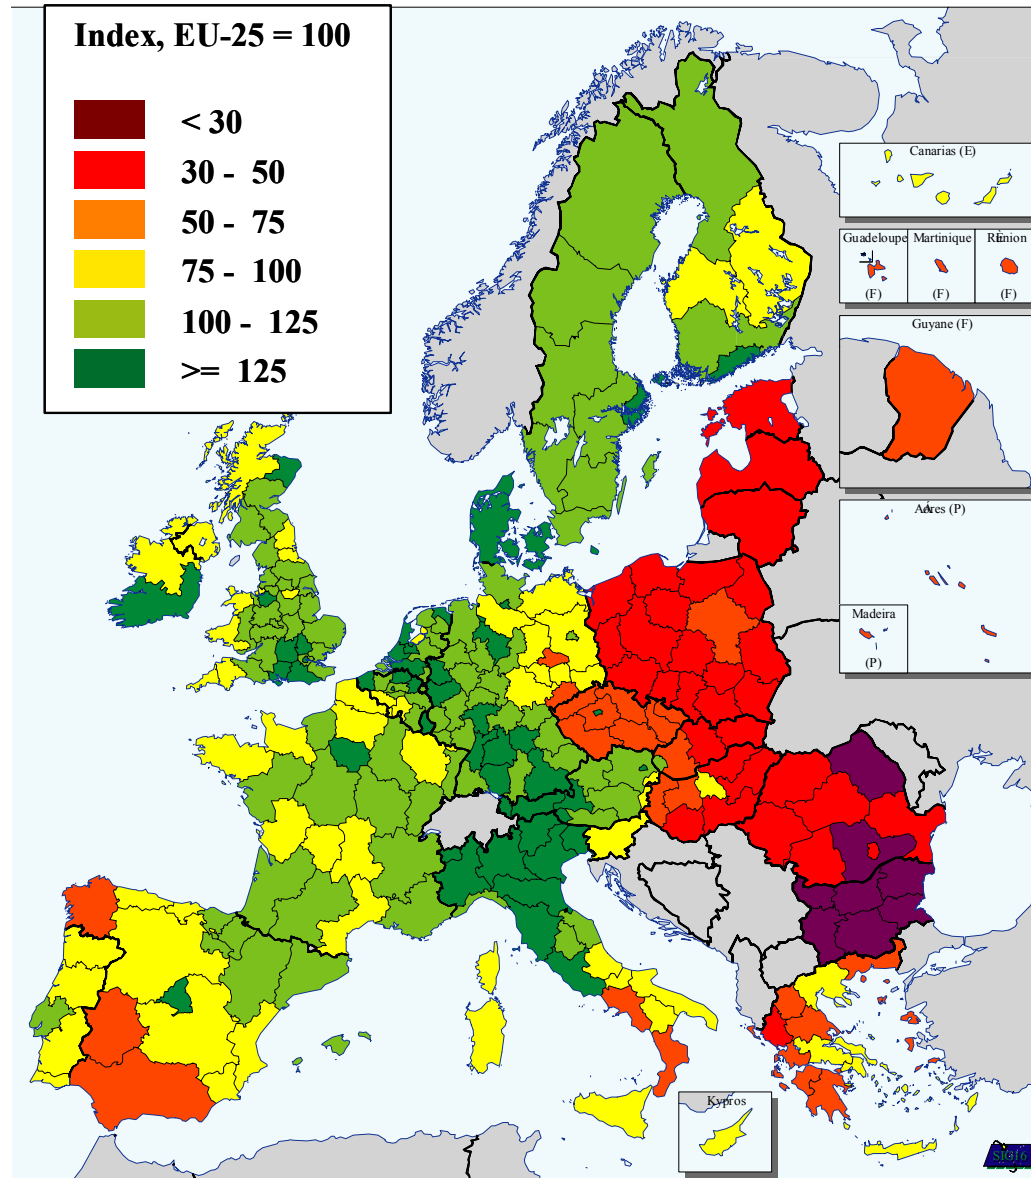 Index, EU-25 = 100
< 30
30 - 50
50 - 75
75 - 100
100 - 125
>= 125
Canarias (E)
Guadeloupe
Martinique
(F)
(F)
(F)
Guyane (F)
(P)
Madeira
(P)
Kypros
SIG16